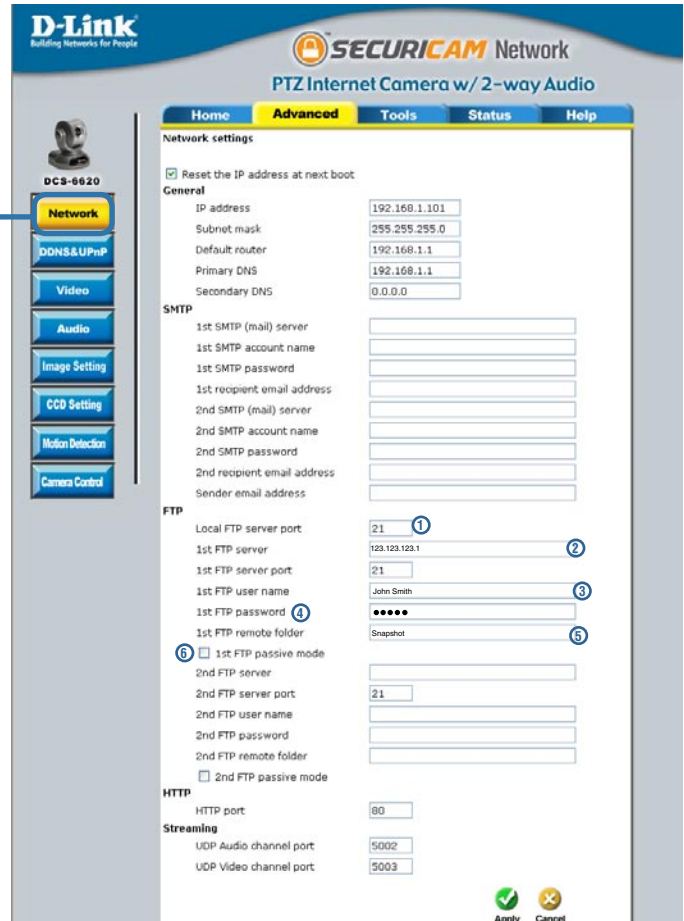 D-Link
Building Networks for People
SECURICAM Network
PTZ Internet Camera w/ 2-way Audio
Home Advanced Tools Status Help
DCS-6620
Network
DDNS&UPnP
Video
Audio
Image Setting
CCD Setting
Motion Detection
Camera Control
Network settings
Reset the IP address at next boot
General
IP address 192.168.1.101
Subnet mask 255.255.255.0
Default router 192.168.1.1
Primary DNS 192.168.1.1
Secondary DNS 0.0.0.0
SMTP
1st SMTP (mail) server
1st SMTP account name
1st SMTP password
1st recipient email address
2nd SMTP (mail) server
2nd SMTP account name
2nd SMTP password
2nd recipient email address
Sender email address
FTP
Local FTP server port 21 1
1st FTP server 123.123.123.1 2
1st FTP server port 21
1st FTP user name John Smith 3
1st FTP password 4 •••••
1st FTP remote folder Snapshot 5
6 1st FTP passive mode
2nd FTP server
2nd FTP server port 21
2nd FTP user name
2nd FTP password
2nd FTP remote folder
2nd FTP passive mode
HTTP
HTTP port 80
Streaming
UDP Audio channel port 5002
UDP Video channel port 5003
Apply Cancel